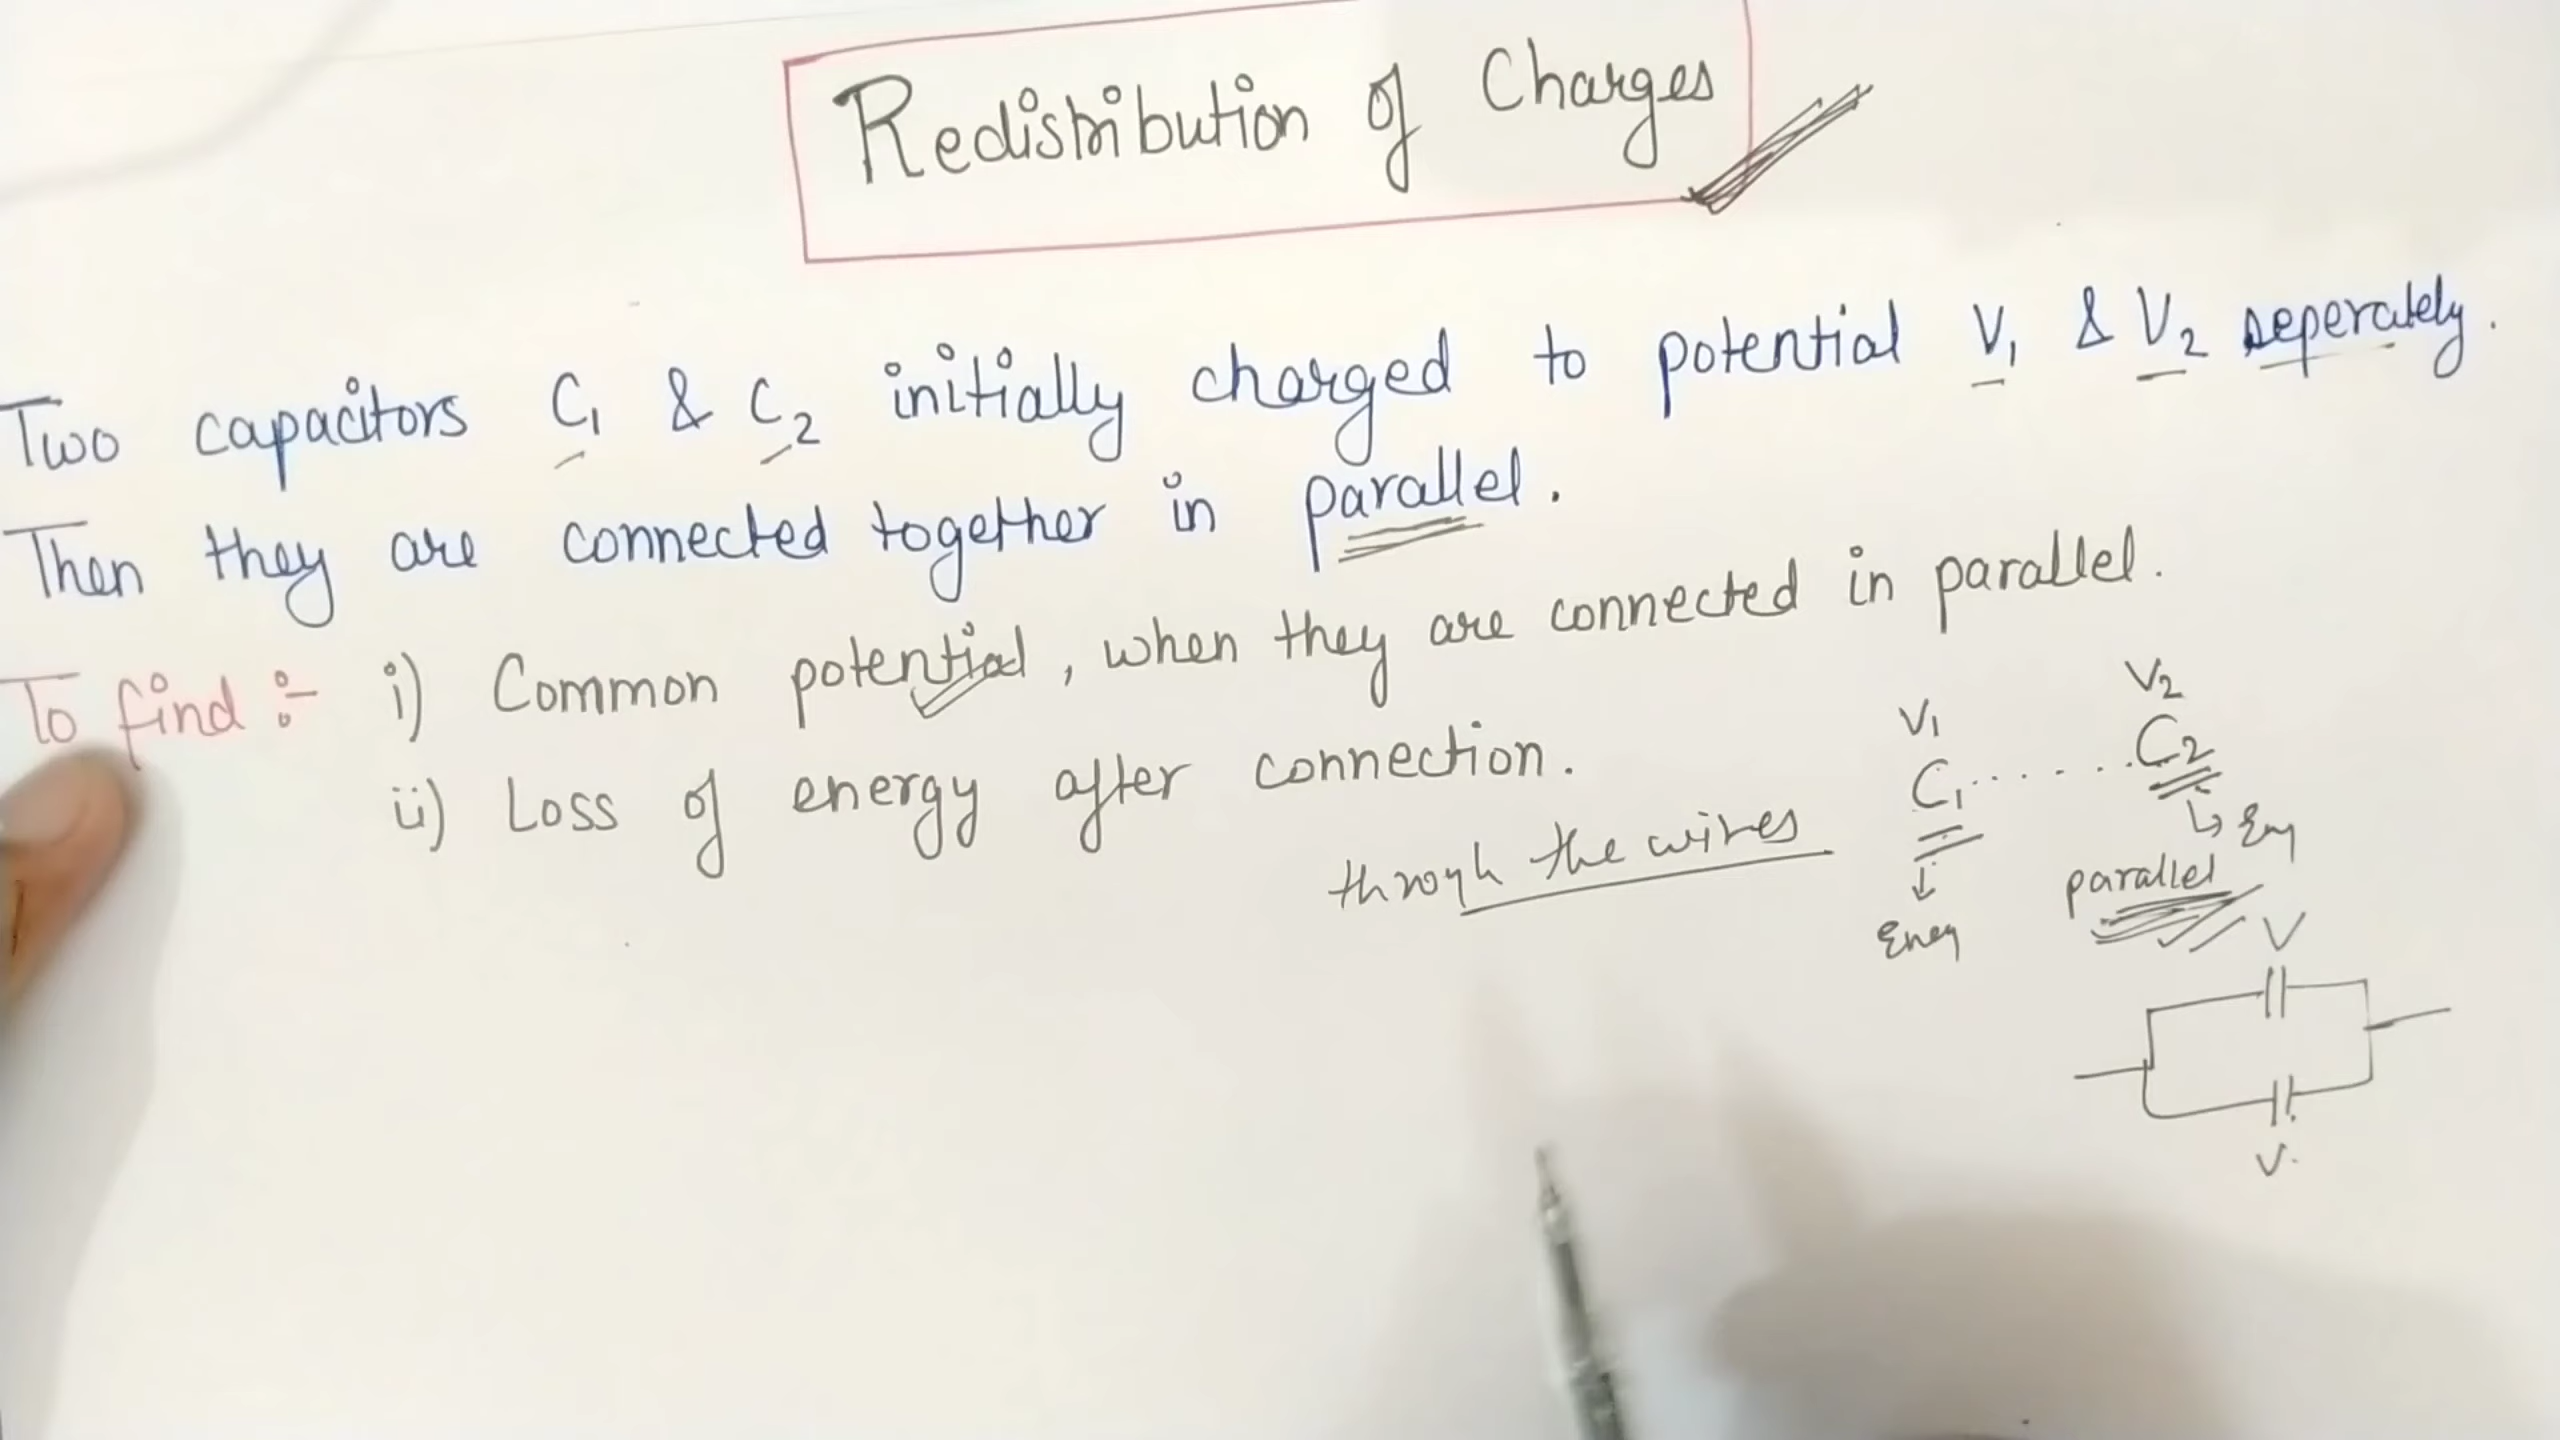 Redistribution of Charges
Two capacitors C₁ & C₂ initially charged to potential V₁ & V₂ seperately.
Then they are connected together in parallel.
To find :- i) Common potential, when they are connected in parallel.
ii) Loss of energy after connection.
through the wires
V₁ V₂
C₁ ...... C₂
↓ ↳
parallel
V
V.